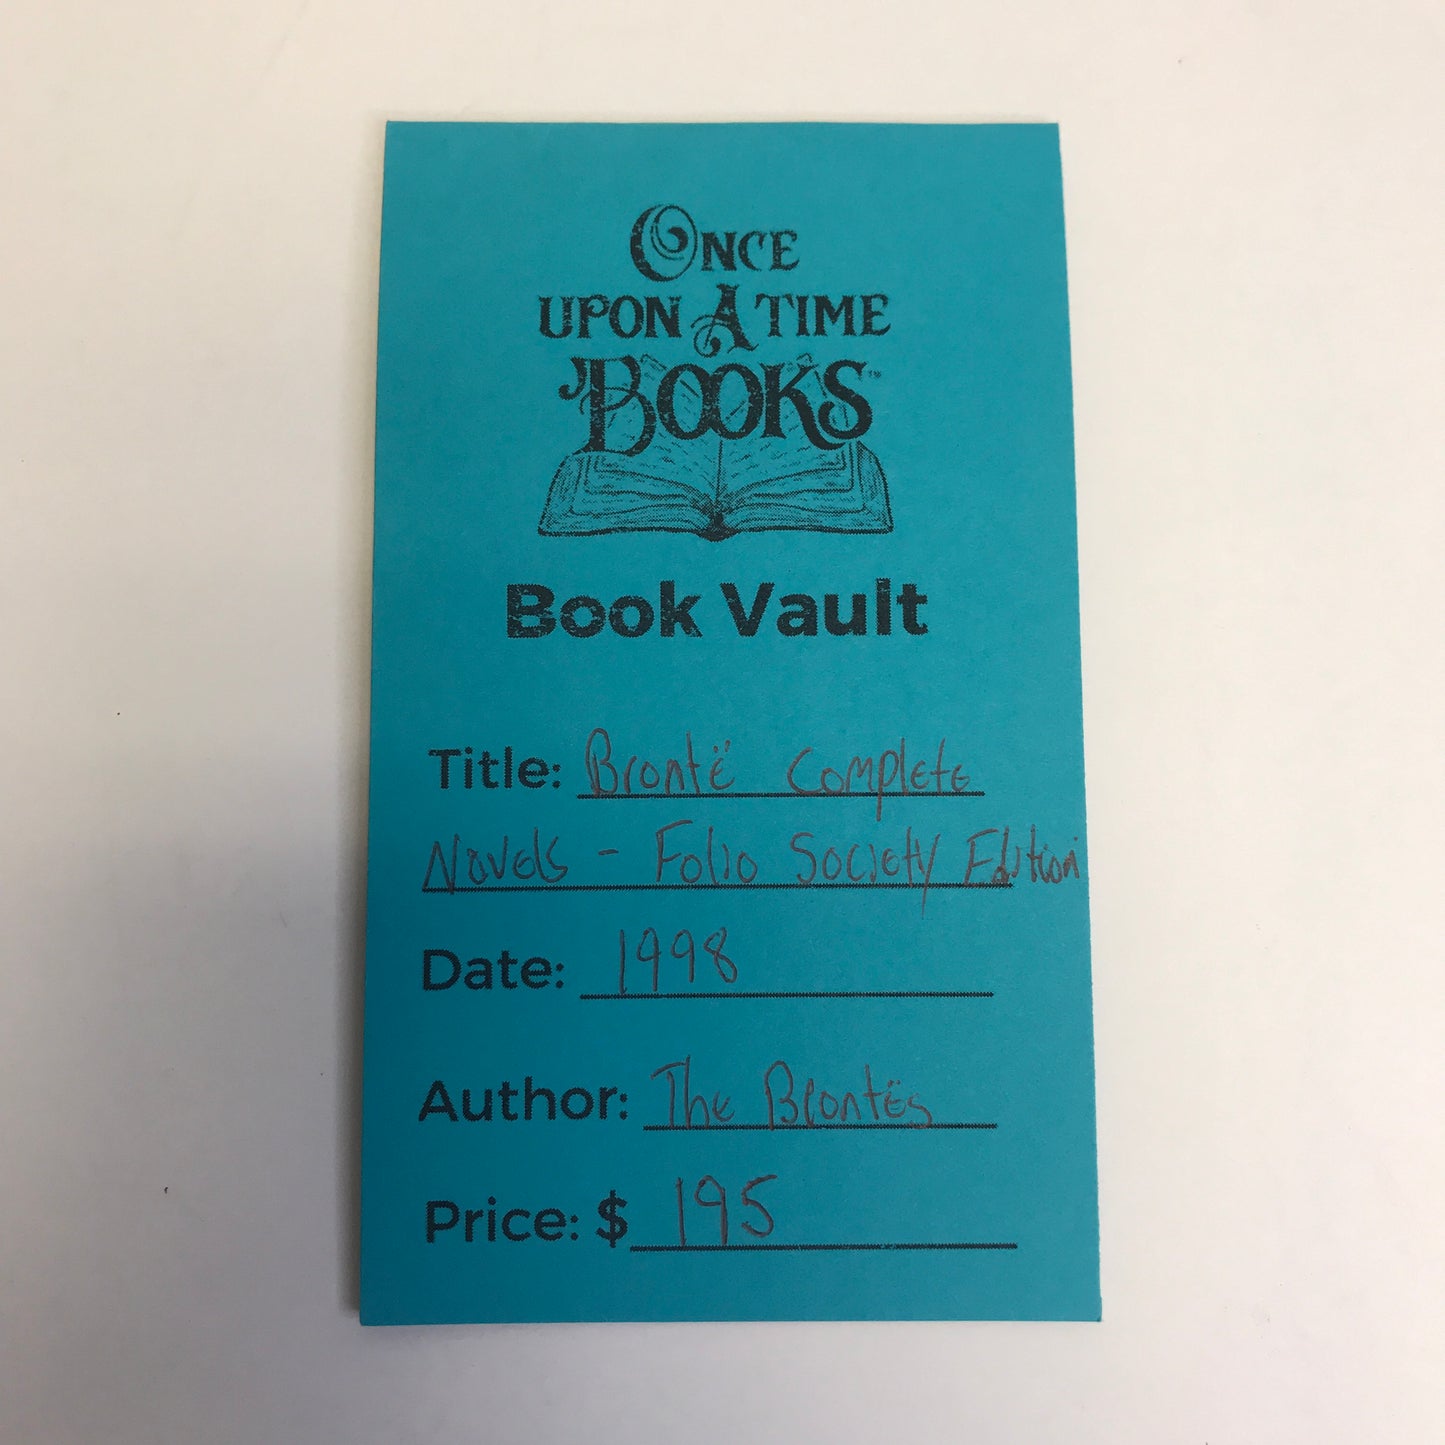 Once
upon A time
Books™
Book Vault
Title: Brontë Complete
Novels - Folio Society Edition
Date: 1998
Author: The Brontës
Price: $ 195